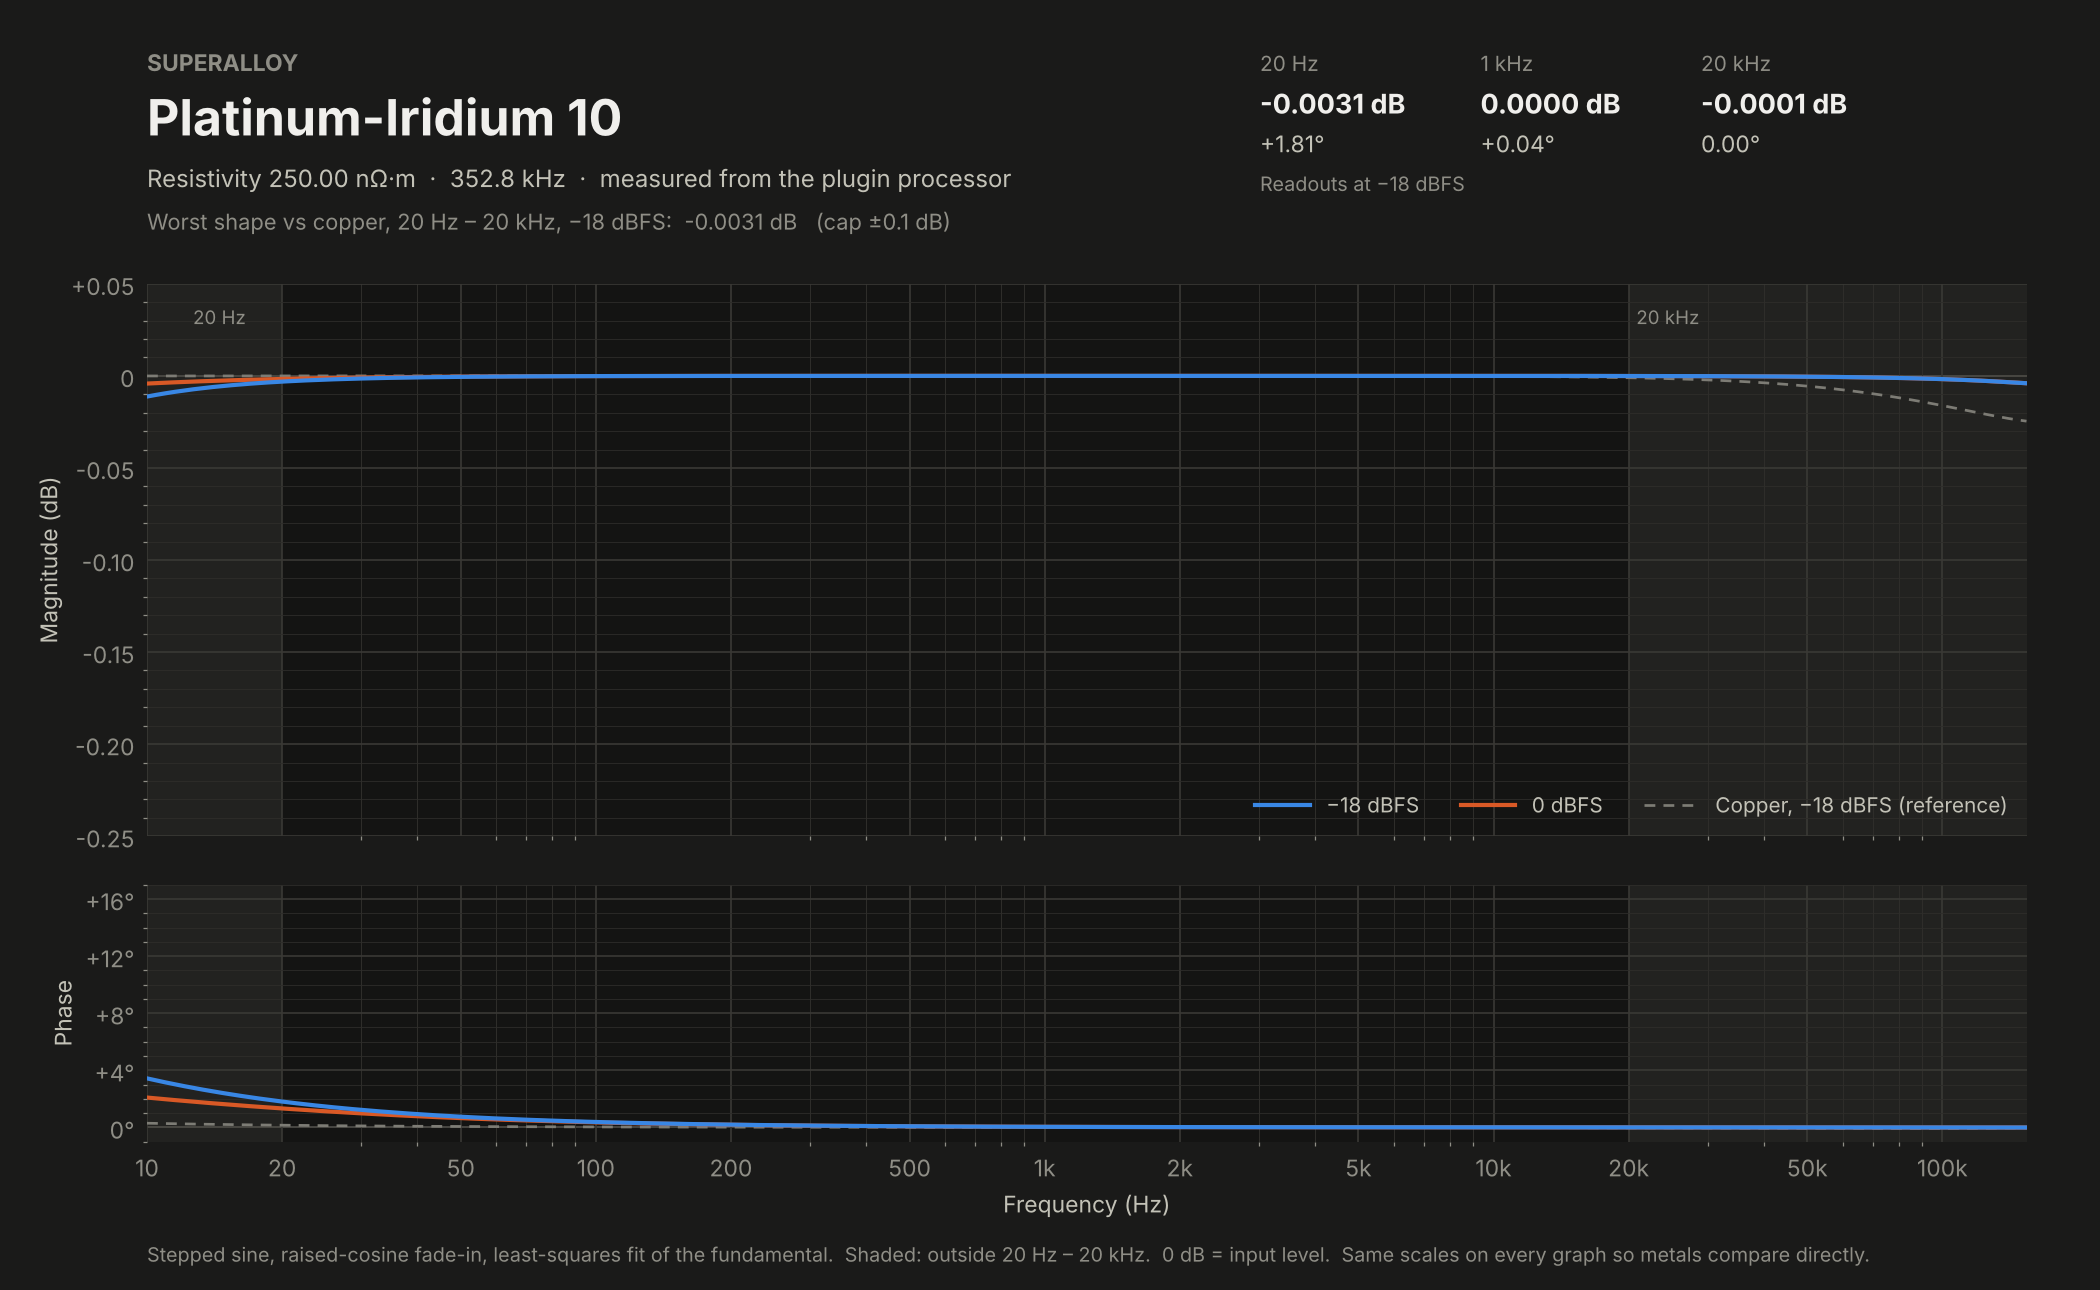 SUPERALLOY
Platinum-Iridium 10
Resistivity 250.00 nΩ·m · 352.8 kHz · measured from the plugin processor
Worst shape vs copper, 20 Hz – 20 kHz, −18 dBFS: -0.0031 dB (cap ±0.1 dB)
20 Hz 1 kHz 20 kHz
-0.0031 dB 0.0000 dB -0.0001 dB
+1.81° +0.04° 0.00°
Readouts at −18 dBFS
+0.05
20 Hz 20 kHz
0
-0.05
-0.10
-0.15
-0.20
-0.25
Magnitude (dB)
−18 dBFS 0 dBFS Copper, −18 dBFS (reference)
+16°
+12°
+8°
+4°
0°
Phase
10 20 50 100 200 500 1k 2k 5k 10k 20k 50k 100k
Frequency (Hz)
Stepped sine, raised-cosine fade-in, least-squares fit of the fundamental. Shaded: outside 20 Hz – 20 kHz. 0 dB = input level. Same scales on every graph so metals compare directly.